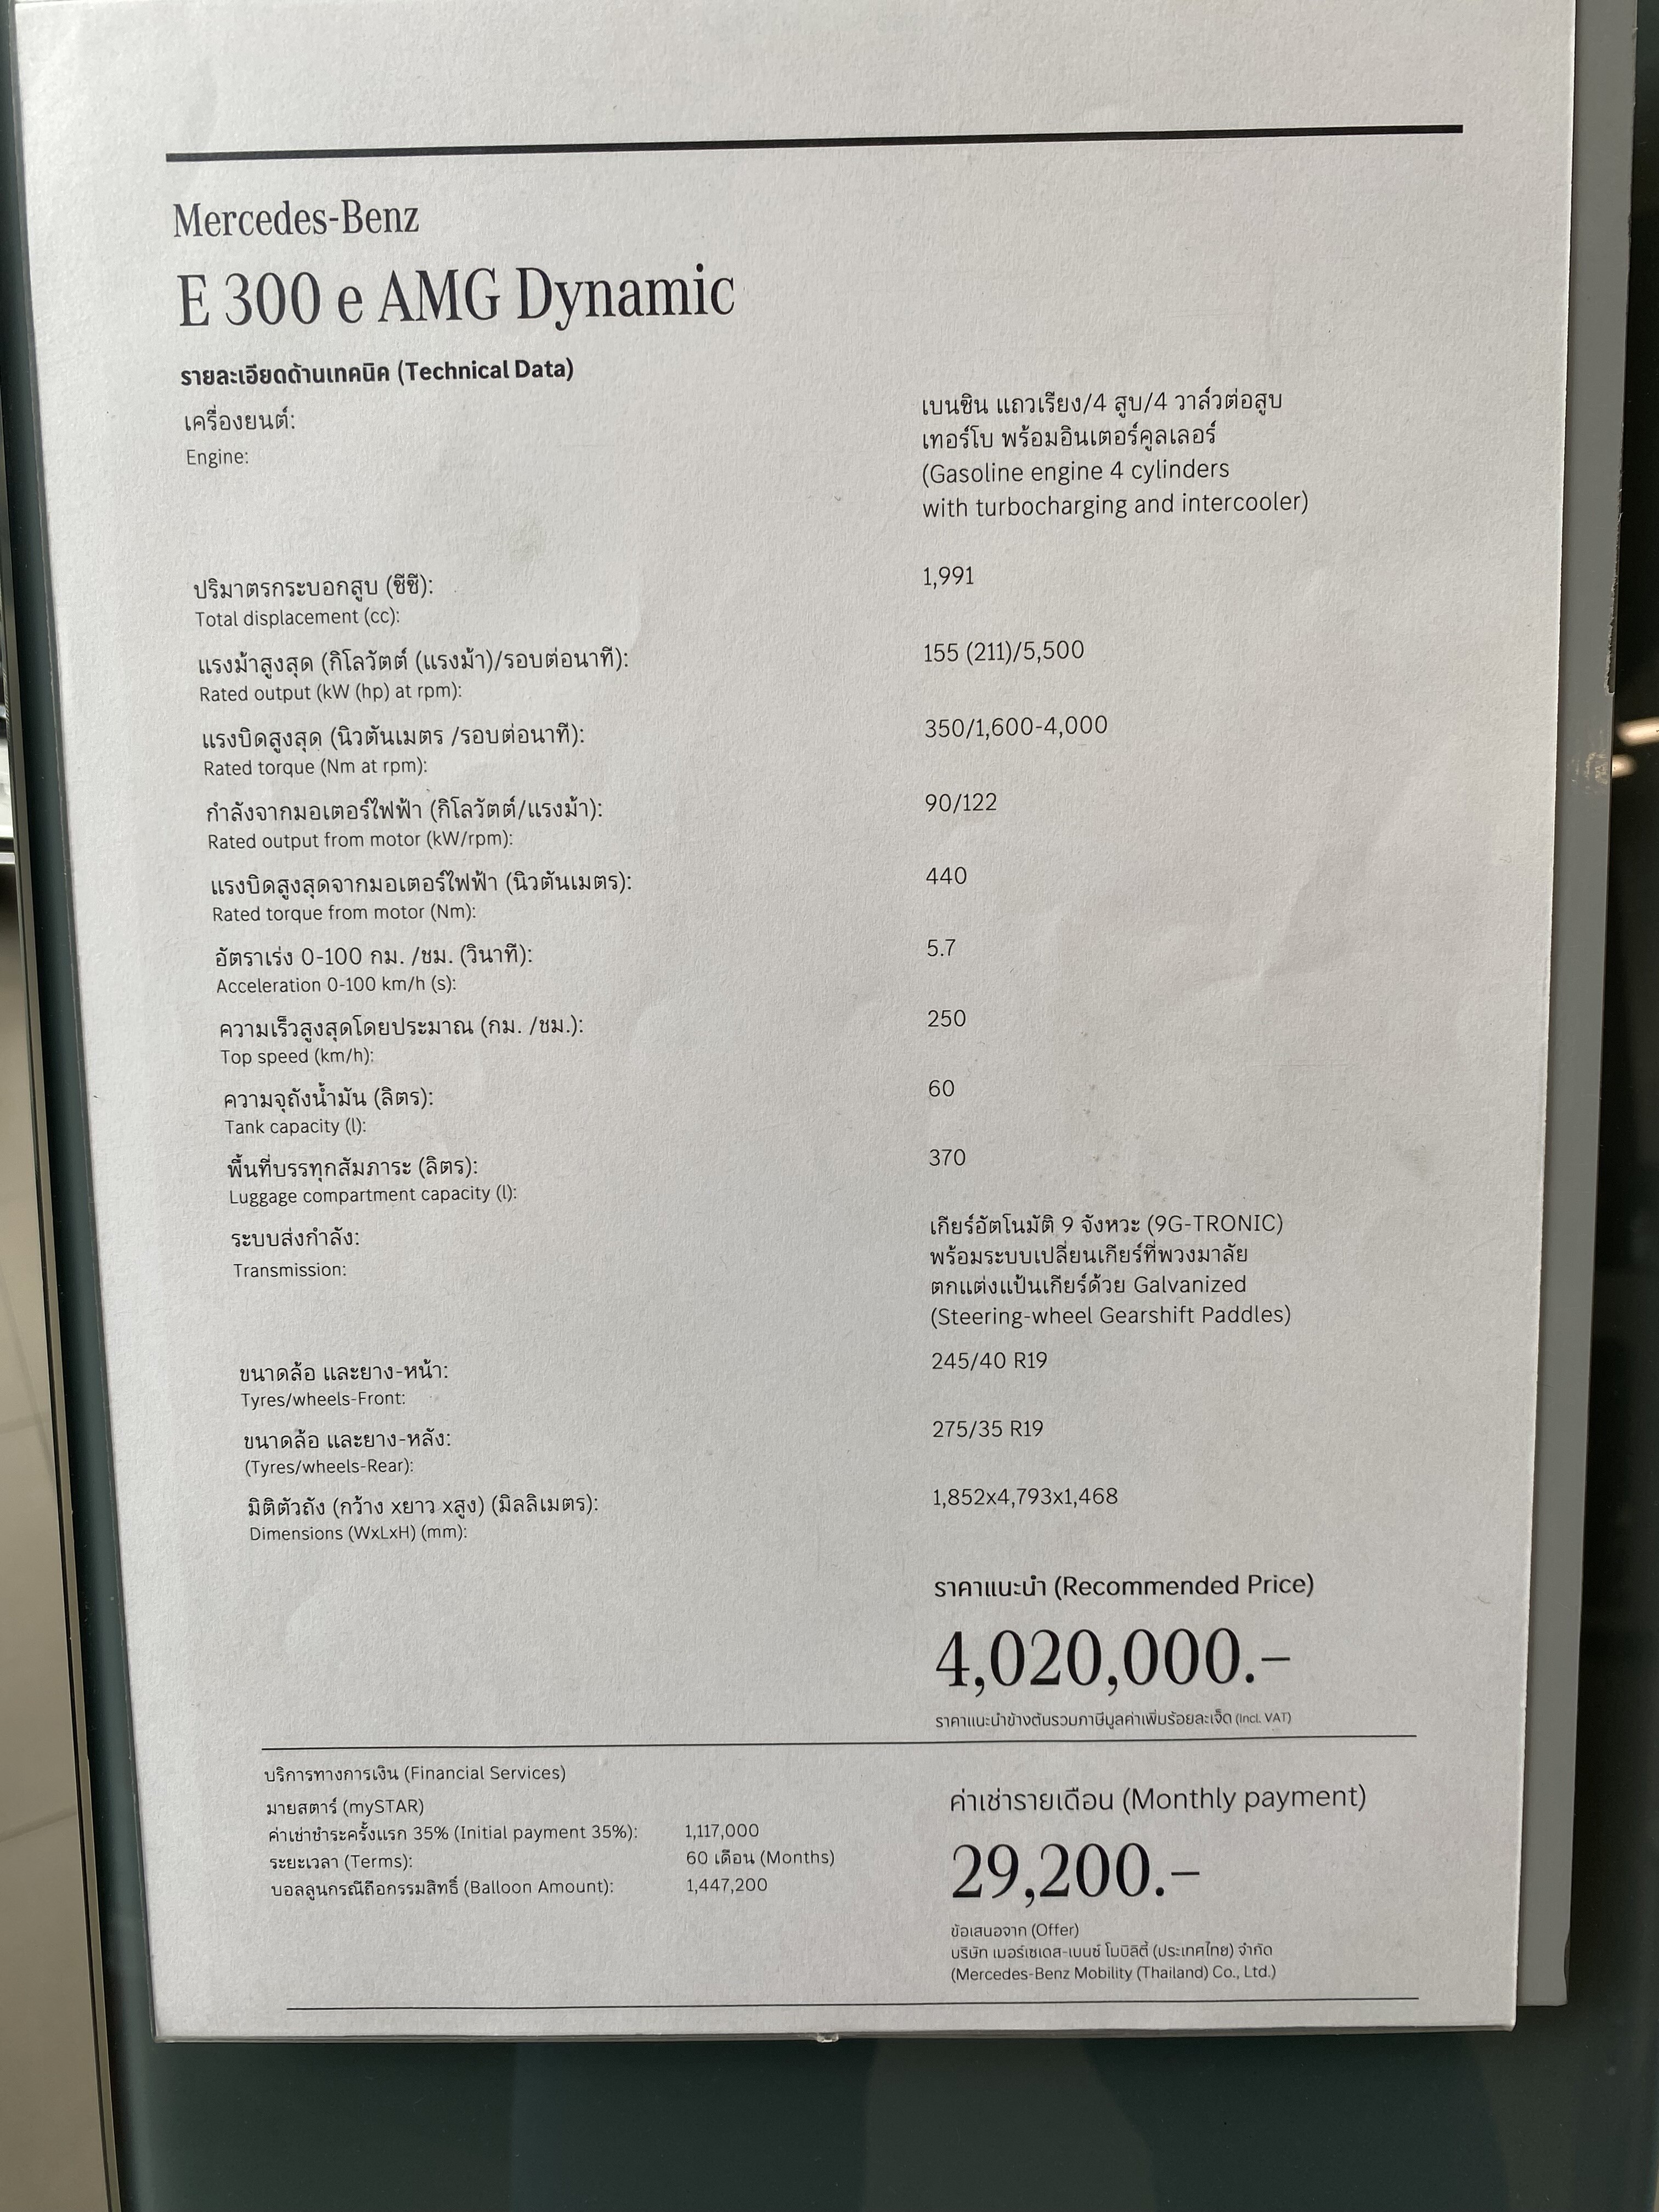 Mercedes-Benz
E 300 e AMG Dynamic
รายละเอียดด้านเทคนิค (Technical Data)
เครื่องยนต์:
Engine:
เบนซิน แถวเรียง/4 สูบ/4 วาล์วต่อสูบ
เทอร์โบ พร้อมอินเตอร์คูลเลอร์
(Gasoline engine 4 cylinders
with turbocharging and intercooler)
ปริมาตรกระบอกสูบ (ซีซี): 1,991
Total displacement (cc):
แรงม้าสูงสุด (กิโลวัตต์ (แรงม้า)/รอบต่อนาที): 155 (211)/5,500
Rated output (kW (hp) at rpm):
แรงบิดสูงสุด (นิวตันเมตร /รอบต่อนาที): 350/1,600-4,000
Rated torque (Nm at rpm):
กำลังจากมอเตอร์ไฟฟ้า (กิโลวัตต์/แรงม้า): 90/122
Rated output from motor (kW/rpm):
แรงบิดสูงสุดจากมอเตอร์ไฟฟ้า (นิวตันเมตร): 440
Rated torque from motor (Nm):
อัตราเร่ง 0-100 กม. /ชม. (วินาที): 5.7
Acceleration 0-100 km/h (s):
ความเร็วสูงสุดโดยประมาณ (กม. /ชม.): 250
Top speed (km/h):
ความจุถังน้ำมัน (ลิตร): 60
Tank capacity (l):
พื้นที่บรรทุกสัมภาระ (ลิตร): 370
Luggage compartment capacity (l):
ระบบส่งกำลัง:
Transmission:
เกียร์อัตโนมัติ 9 จังหวะ (9G-TRONIC)
พร้อมระบบเปลี่ยนเกียร์ที่พวงมาลัย
ตกแต่งแป้นเกียร์ด้วย Galvanized
(Steering-wheel Gearshift Paddles)
ขนาดล้อ และยาง-หน้า: 245/40 R19
Tyres/wheels-Front:
ขนาดล้อ และยาง-หลัง: 275/35 R19
(Tyres/wheels-Rear):
มิติตัวถัง (กว้าง xยาว xสูง) (มิลลิเมตร): 1,852x4,793x1,468
Dimensions (WxLxH) (mm):
ราคาแนะนำ (Recommended Price)
4,020,000.–
ราคาแนะนำข้างต้นรวมภาษีมูลค่าเพิ่มร้อยละเจ็ด (Incl. VAT)
บริการทางการเงิน (Financial Services)
มายสตาร์ (mySTAR)
ค่าเช่าชำระครั้งแรก 35% (Initial payment 35%): 1,117,000
ระยะเวลา (Terms): 60 เดือน (Months)
บอลลูนกรณีถือกรรมสิทธิ์ (Balloon Amount): 1,447,200
ค่าเช่ารายเดือน (Monthly payment)
29,200.–
ข้อเสนอจาก (Offer)
บริษัท เมอร์เซเดส-เบนซ์ โมบิลิตี้ (ประเทศไทย) จำกัด
(Mercedes-Benz Mobility (Thailand) Co., Ltd.)